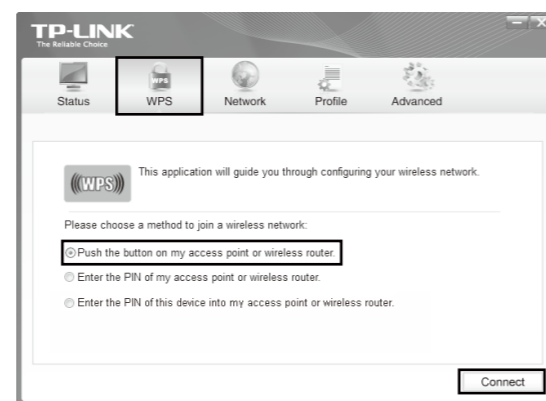 TP-LINK
The Reliable Choice
Status WPS Network Profile Advanced
WPS
This application will guide you through configuring your wireless network.
Please choose a method to join a wireless network:
Push the button on my access point or wireless router.
Enter the PIN of my access point or wireless router.
Enter the PIN of this device into my access point or wireless router.
Connect